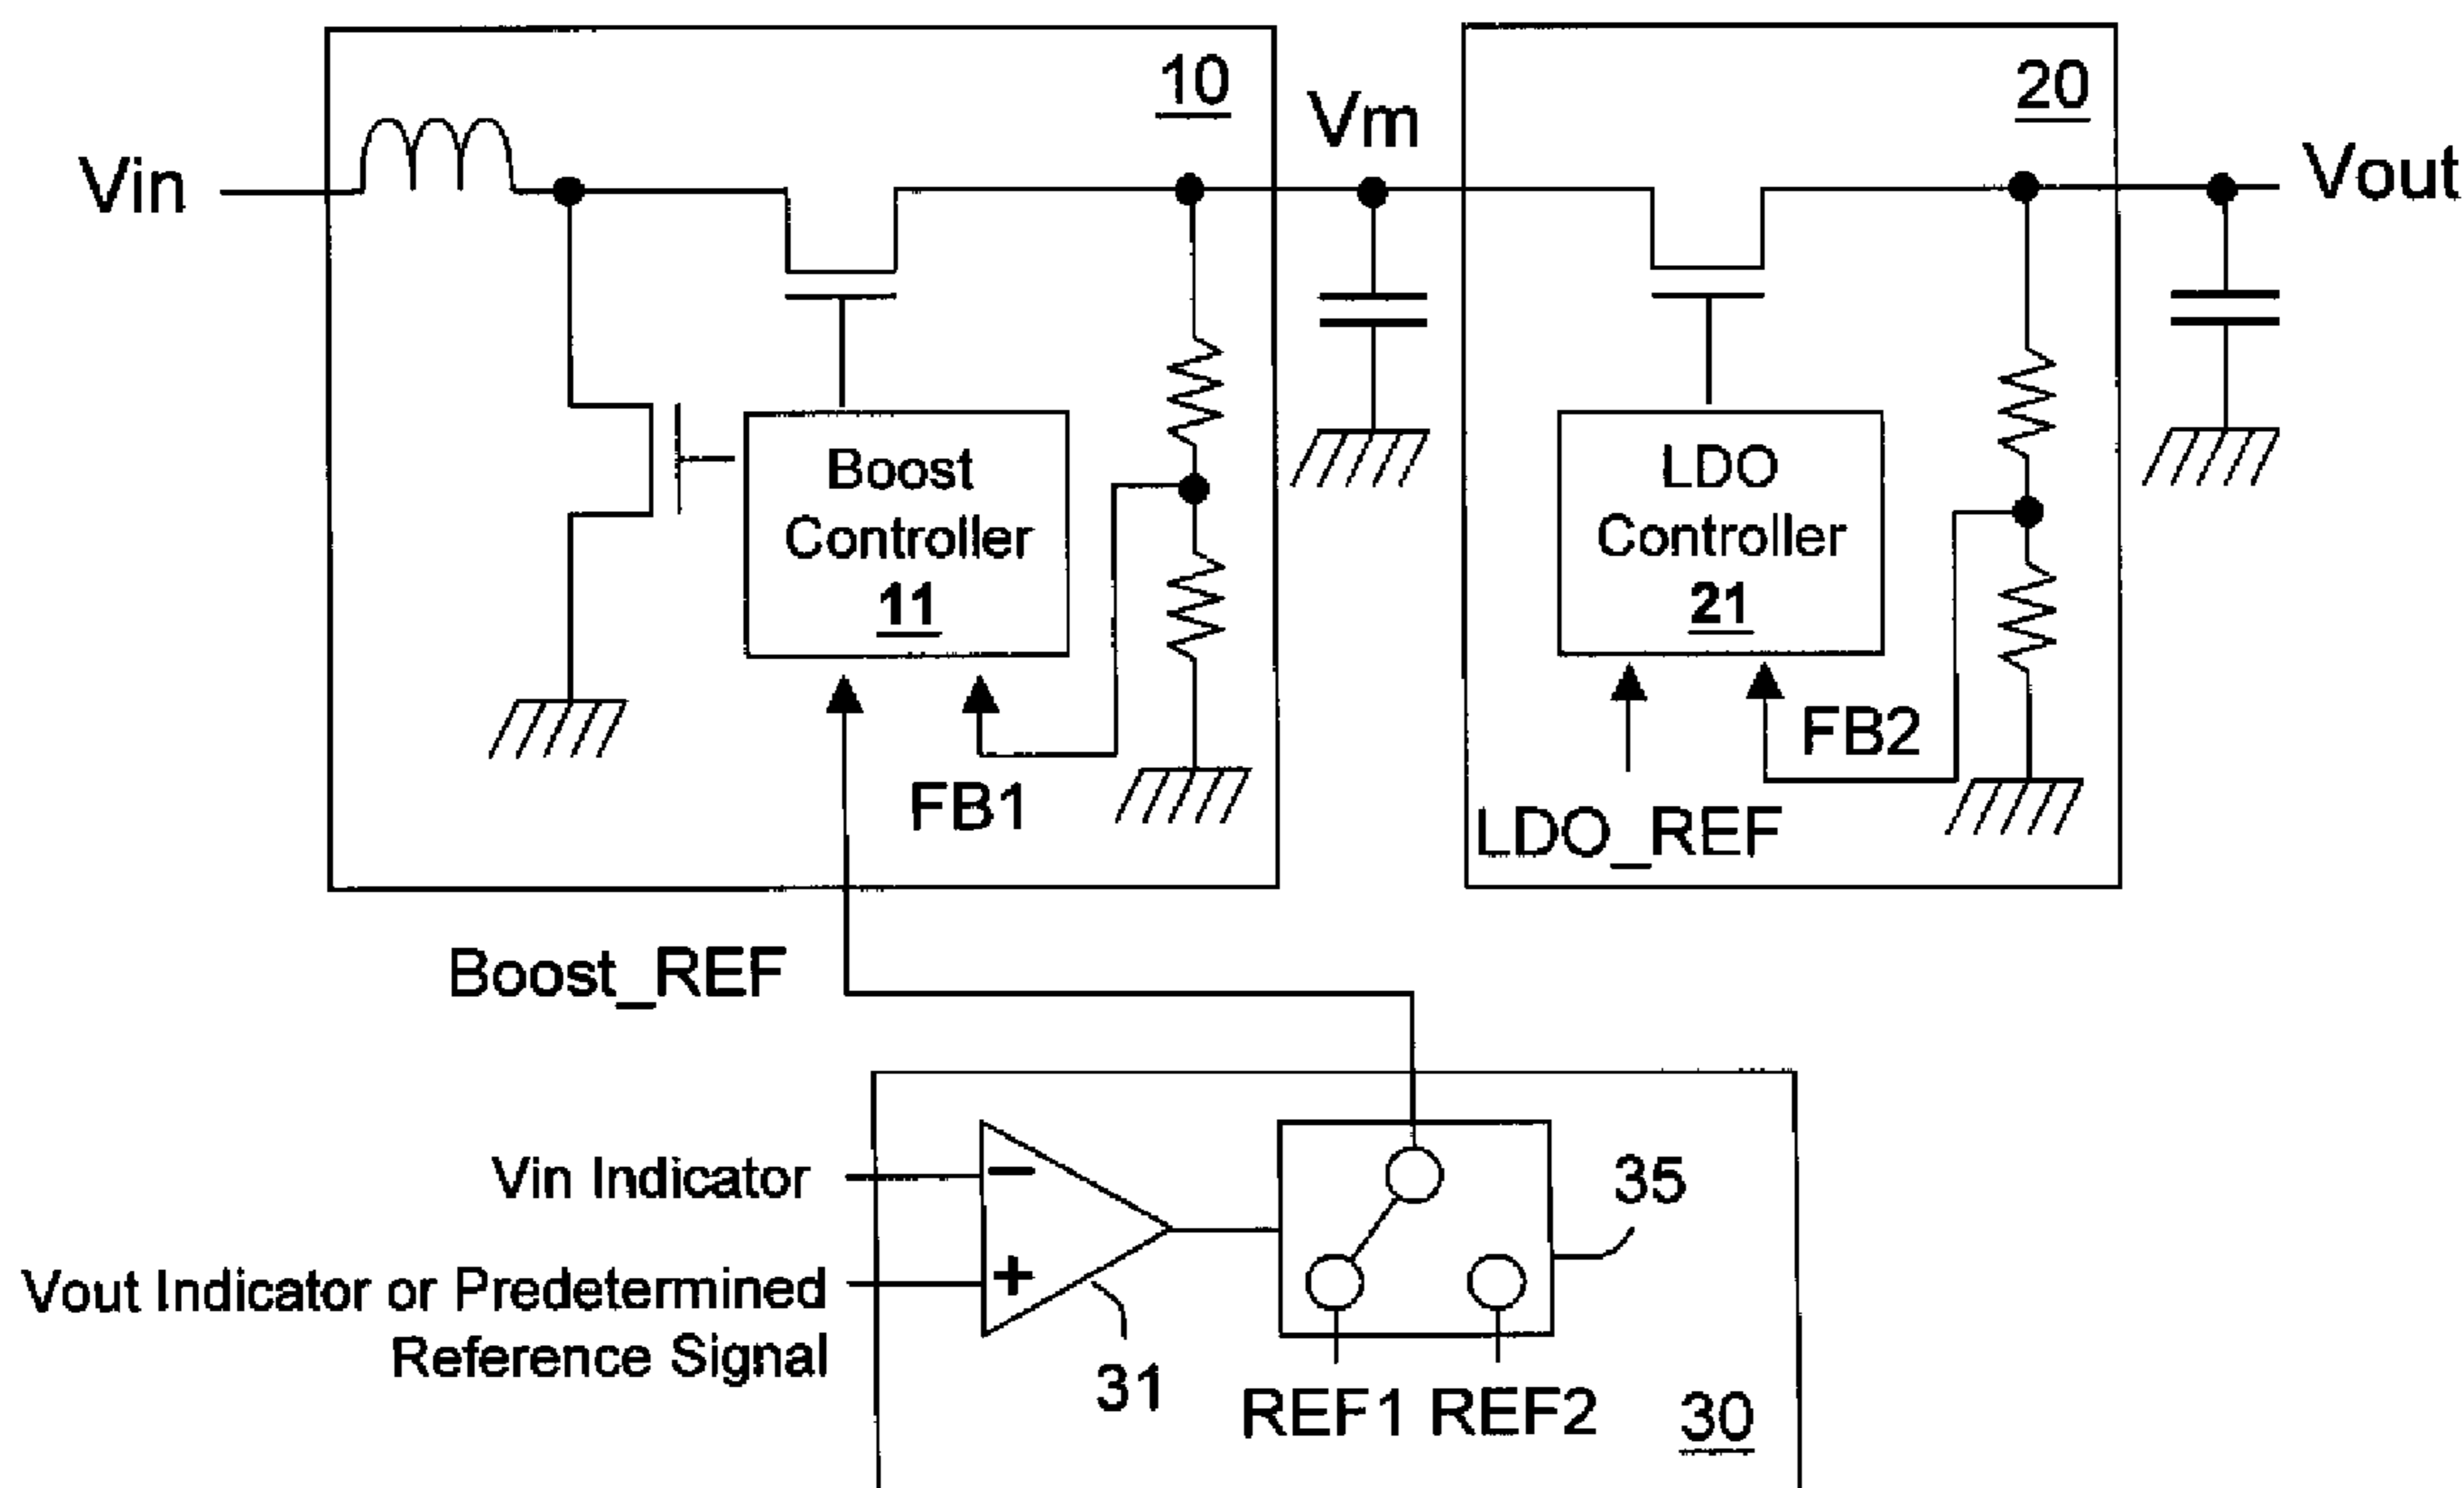 10
20
Vm
Vin
Vout
Boost
Controller
11
LDO
Controller
21
FB1
FB2
LDO_REF
Boost_REF
Vin Indicator
−
35
Vout Indicator or Predetermined
Reference Signal
+
31
REF1
REF2
30